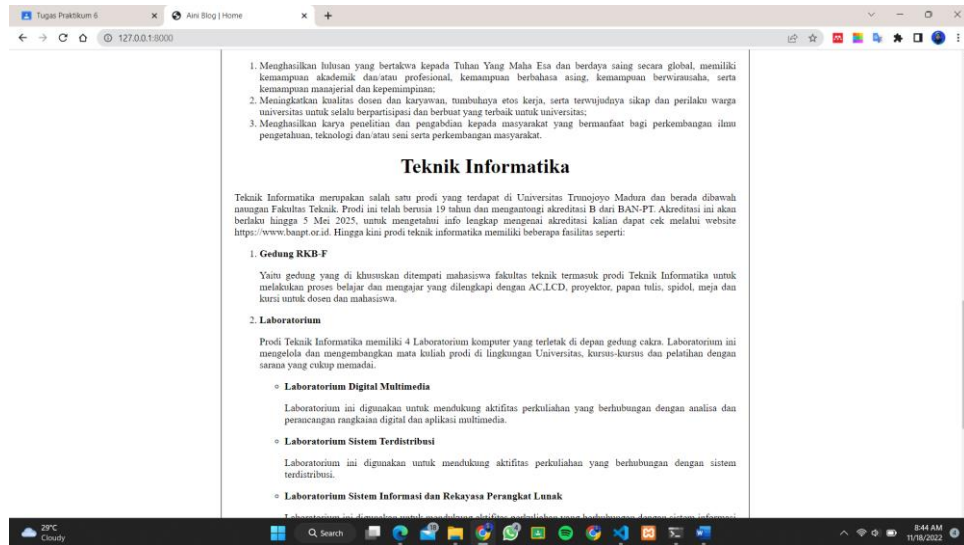 Tugas Praktikum 6
Aini Blog | Home
127.0.0.1:8000
1. Menghasilkan lulusan yang bertakwa kepada Tuhan Yang Maha Esa dan berdaya saing secara global, memiliki
kemampuan akademik dan/atau profesional, kemampuan berbahasa asing, kemampuan berwirausaha, serta
kemampuan manajerial dan kepemimpinan;
2. Meningkatkan kualitas dosen dan karyawan, tumbuhnya etos kerja, serta terwujudnya sikap dan perilaku warga
universitas untuk selalu berpartisipasi dan berbuat yang terbaik untuk universitas;
3. Menghasilkan karya penelitian dan pengabdian kepada masyarakat yang bermanfaat bagi perkembangan ilmu
pengetahuan, teknologi dan/atau seni serta perkembangan masyarakat.
Teknik Informatika
Teknik Informatika merupakan salah satu prodi yang terdapat di Universitas Trunojoyo Madura dan berada dibawah
naungan Fakultas Teknik. Prodi ini telah berusia 19 tahun dan mengantongi akreditasi B dari BAN-PT. Akreditasi ini akan
berlaku hingga 5 Mei 2025, untuk mengetahui info lengkap mengenai akreditasi kalian dapat cek melalui website
https://www.banpt.or.id. Hingga kini prodi teknik informatika memiliki beberapa fasilitas seperti:
1. Gedung RKB-F
Yaitu gedung yang di khususkan ditempati mahasiswa fakultas teknik termasuk prodi Teknik Informatika untuk
melakukan proses belajar dan mengajar yang dilengkapi dengan AC,LCD, proyektor, papan tulis, spidol, meja dan
kursi untuk dosen dan mahasiswa.
2. Laboratorium
Prodi Teknik Informatika memiliki 4 Laboratorium komputer yang terletak di depan gedung cakra. Laboratorium ini
mengelola dan mengembangkan mata kuliah prodi di lingkungan Universitas, kursus-kursus dan pelatihan dengan
sarana yang cukup memadai.
Laboratorium Digital Multimedia
Laboratorium ini digunakan untuk mendukung aktifitas perkuliahan yang berhubungan dengan analisa dan
perancangan rangkaian digital dan aplikasi multimedia.
Laboratorium Sistem Terdistribusi
Laboratorium ini digunakan untuk mendukung aktifitas perkuliahan yang berhubungan dengan sistem
terdistribusi.
Laboratorium Sistem Informasi dan Rekayasa Perangkat Lunak
Laboratorium ini digunakan untuk mendukung aktifitas perkuliahan yang berhubungan dengan sistem informasi
29°C
Cloudy
Search
8:44 AM
11/18/2022